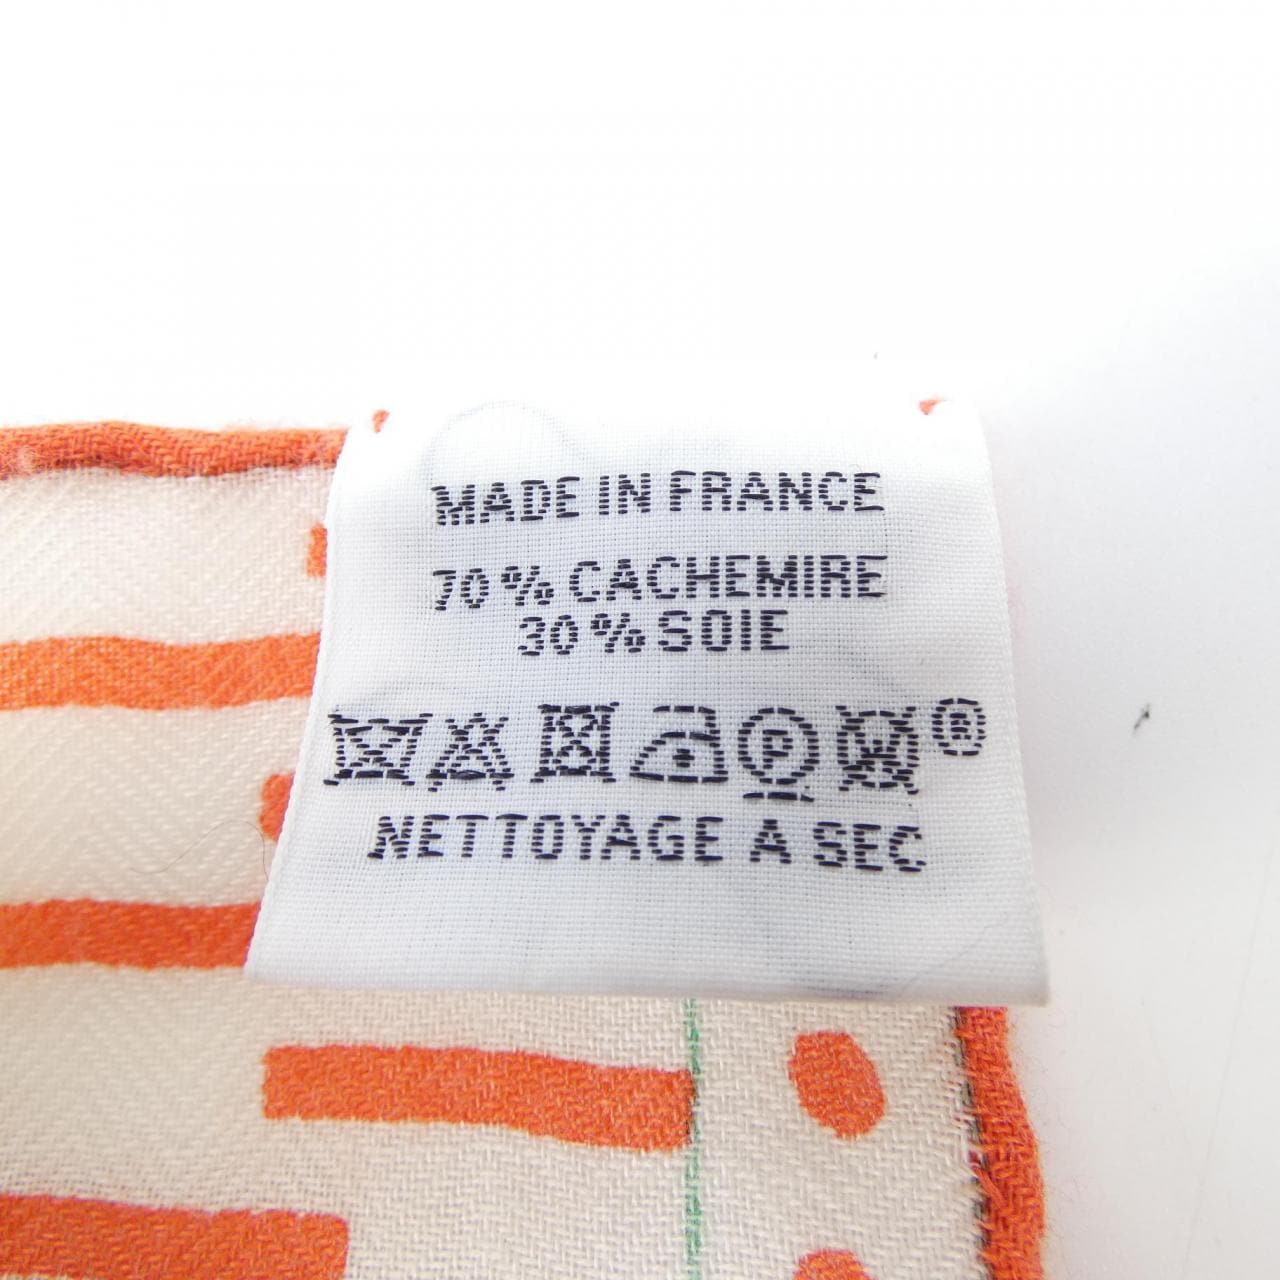 MADE IN FRANCE
70% CACHEMIRE
30% SOIE
P W ®
NETTOYAGE A SEC